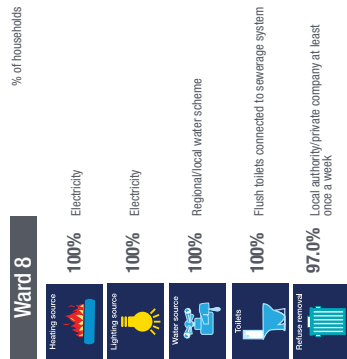 Ward 8
% of households
Heating source
100% Electricity
Lighting source
100% Electricity
Water source
100% Regional/local water scheme
Toilets
100% Flush toilets connected to sewerage system
Refuse removal
97.0% Local authority/private company at least
once a week